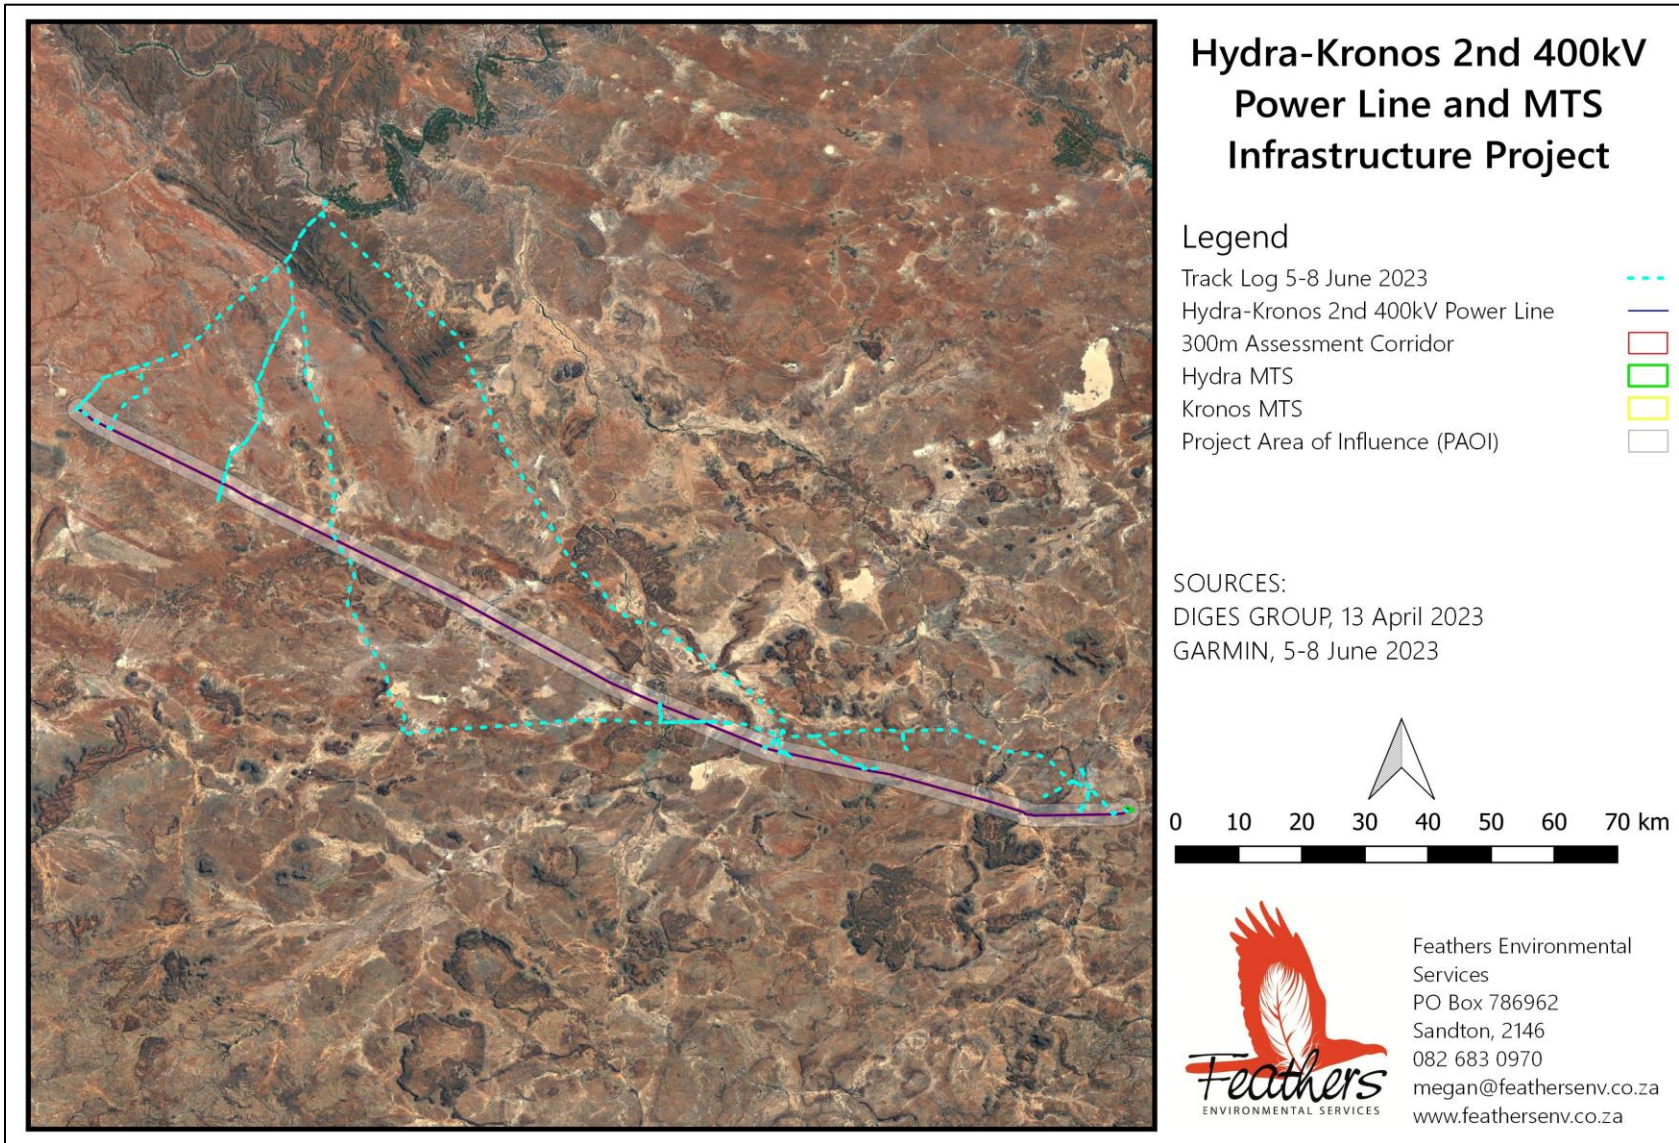 Hydra-Kronos 2nd 400kV
Power Line and MTS
Infrastructure Project
Legend
Track Log 5-8 June 2023
Hydra-Kronos 2nd 400kV Power Line
300m Assessment Corridor
Hydra MTS
Kronos MTS
Project Area of Influence (PAOI)
SOURCES:
DIGES GROUP, 13 April 2023
GARMIN, 5-8 June 2023
0 10 20 30 40 50 60 70 km
Feathers
ENVIRONMENTAL SERVICES
Feathers Environmental
Services
PO Box 786962
Sandton, 2146
082 683 0970
megan@feathersenv.co.za
www.feathersenv.co.za